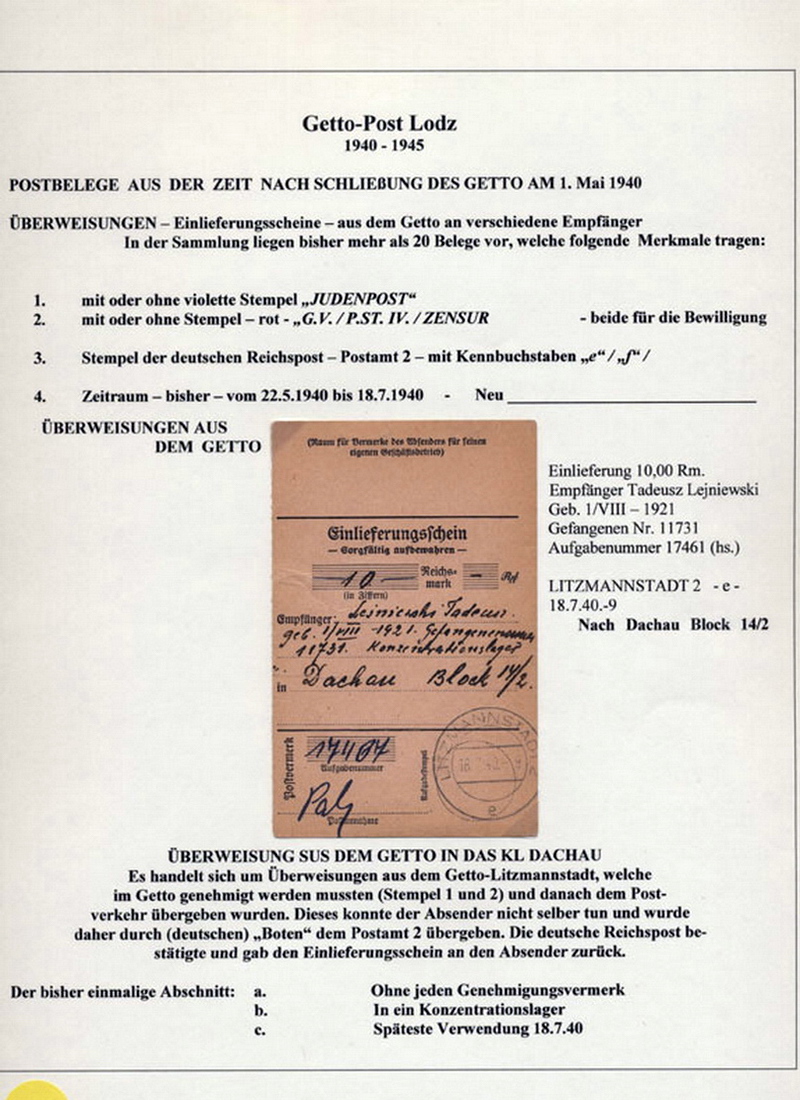 Getto-Post Lodz
1940 - 1945
POSTBELEGE AUS DER ZEIT NACH SCHLIEßUNG DES GETTO AM 1. Mai 1940
ÜBERWEISUNGEN – Einlieferungsscheine – aus dem Getto an verschiedene Empfänger
In der Sammlung liegen bisher mehr als 20 Belege vor, welche folgende Merkmale tragen:
1. mit oder ohne violette Stempel „JUDENPOST“
2. mit oder ohne Stempel – rot - „G.V. / P.ST. IV. / ZENSUR - beide für die Bewilligung
3. Stempel der deutschen Reichspost – Postamt 2 – mit Kennbuchstaben „e“ / „f“ /
4. Zeitraum – bisher – vom 22.5.1940 bis 18.7.1940 - Neu
ÜBERWEISUNGEN AUS
DEM GETTO
(Raum für Vermerke des Absenders für seinen
eigenen Geschäftsbetrieb)
Einlieferungsschein
— Sorgfältig aufbewahren —
10 Reichs-
mark — Rpf
(in Ziffern)
Empfänger: Lejniewski Tadeusz.
geb. 1/VIII -1921. Gefangenennummer
11731. Konzentrationslager
in Dachau Block 14/2.
Postvermerk
17461
Aufgabenummer
Postannahme
Aufgabestempel
LITZMANNSTADT 2
e
Einlieferung 10,00 Rm.
Empfänger Tadeusz Lejniewski
Geb. 1/VIII – 1921
Gefangenen Nr. 11731
Aufgabenummer 17461 (hs.)
LITZMANNSTADT 2 - e -
18.7.40.-9
Nach Dachau Block 14/2
ÜBERWEISUNG SUS DEM GETTO IN DAS KL DACHAU
Es handelt sich um Überweisungen aus dem Getto-Litzmannstadt, welche
im Getto genehmigt werden mussten (Stempel 1 und 2) und danach dem Post-
verkehr übergeben wurden. Dieses konnte der Absender nicht selber tun und wurde
daher durch (deutschen) „Boten“ dem Postamt 2 übergeben. Die deutsche Reichspost be-
stätigte und gab den Einlieferungsschein an den Absender zurück.
Der bisher einmalige Abschnitt: a. Ohne jeden Genehmigungsvermerk
b. In ein Konzentrationslager
c. Späteste Verwendung 18.7.40